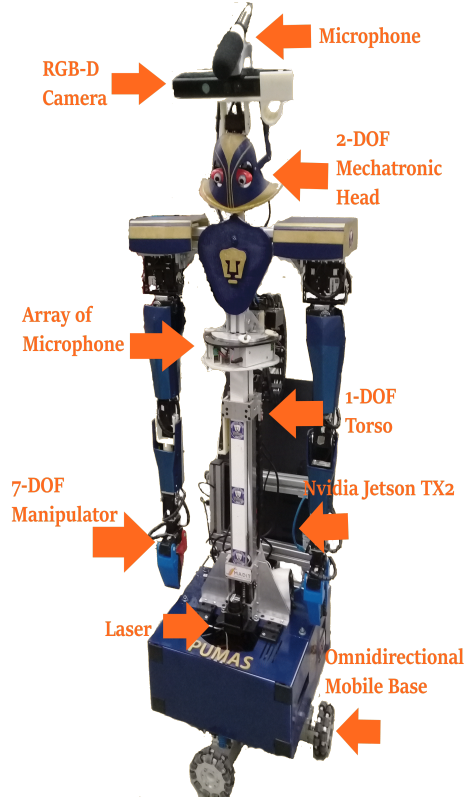 Microphone
RGB-D
Camera
2-DOF
Mechatronic
Head
Array of
Microphone
1-DOF
Torso
7-DOF
Manipulator
Nvidia Jetson TX2
Laser
PUMAS
Omnidirectional
Mobile Base